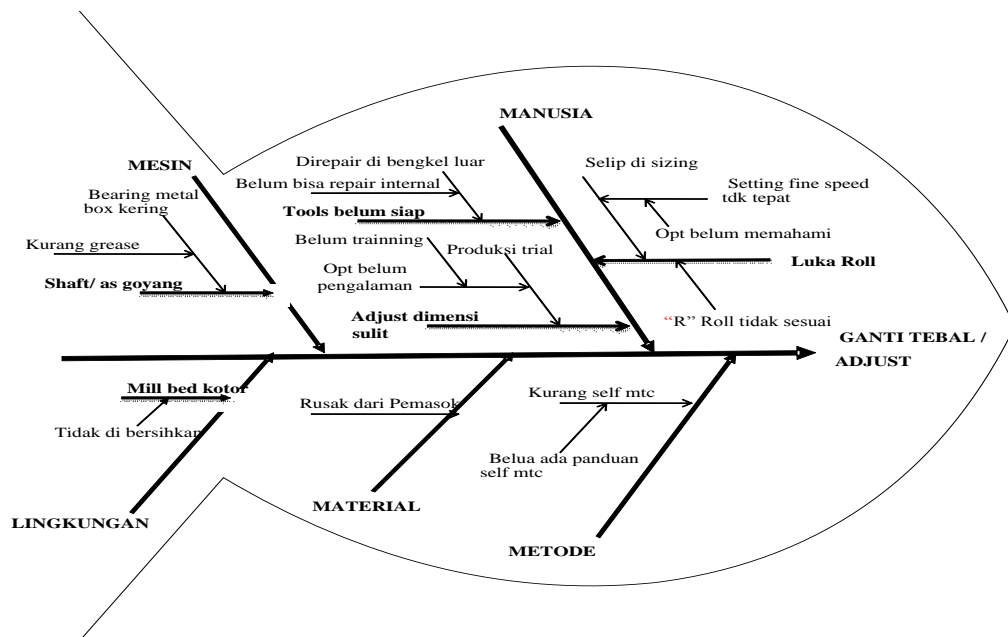 MANUSIA
MESIN
Direpair di bengkel luar
Selip di sizing
Belum bisa repair internal
Setting fine speed
tdk tepat
Bearing metal
box kering
Tools belum siap
Opt belum memahami
Kurang grease
Belum trainning
Produksi trial
Luka Roll
Opt belum
pengalaman
Shaft/ as goyang
Adjust dimensi
sulit
“R” Roll tidak sesuai
GANTI TEBAL /
ADJUST
Mill bed kotor
Kurang self mtc
Rusak dari Pemasok
Tidak di bersihkan
Belua ada panduan
self mtc
MATERIAL
LINGKUNGAN
METODE